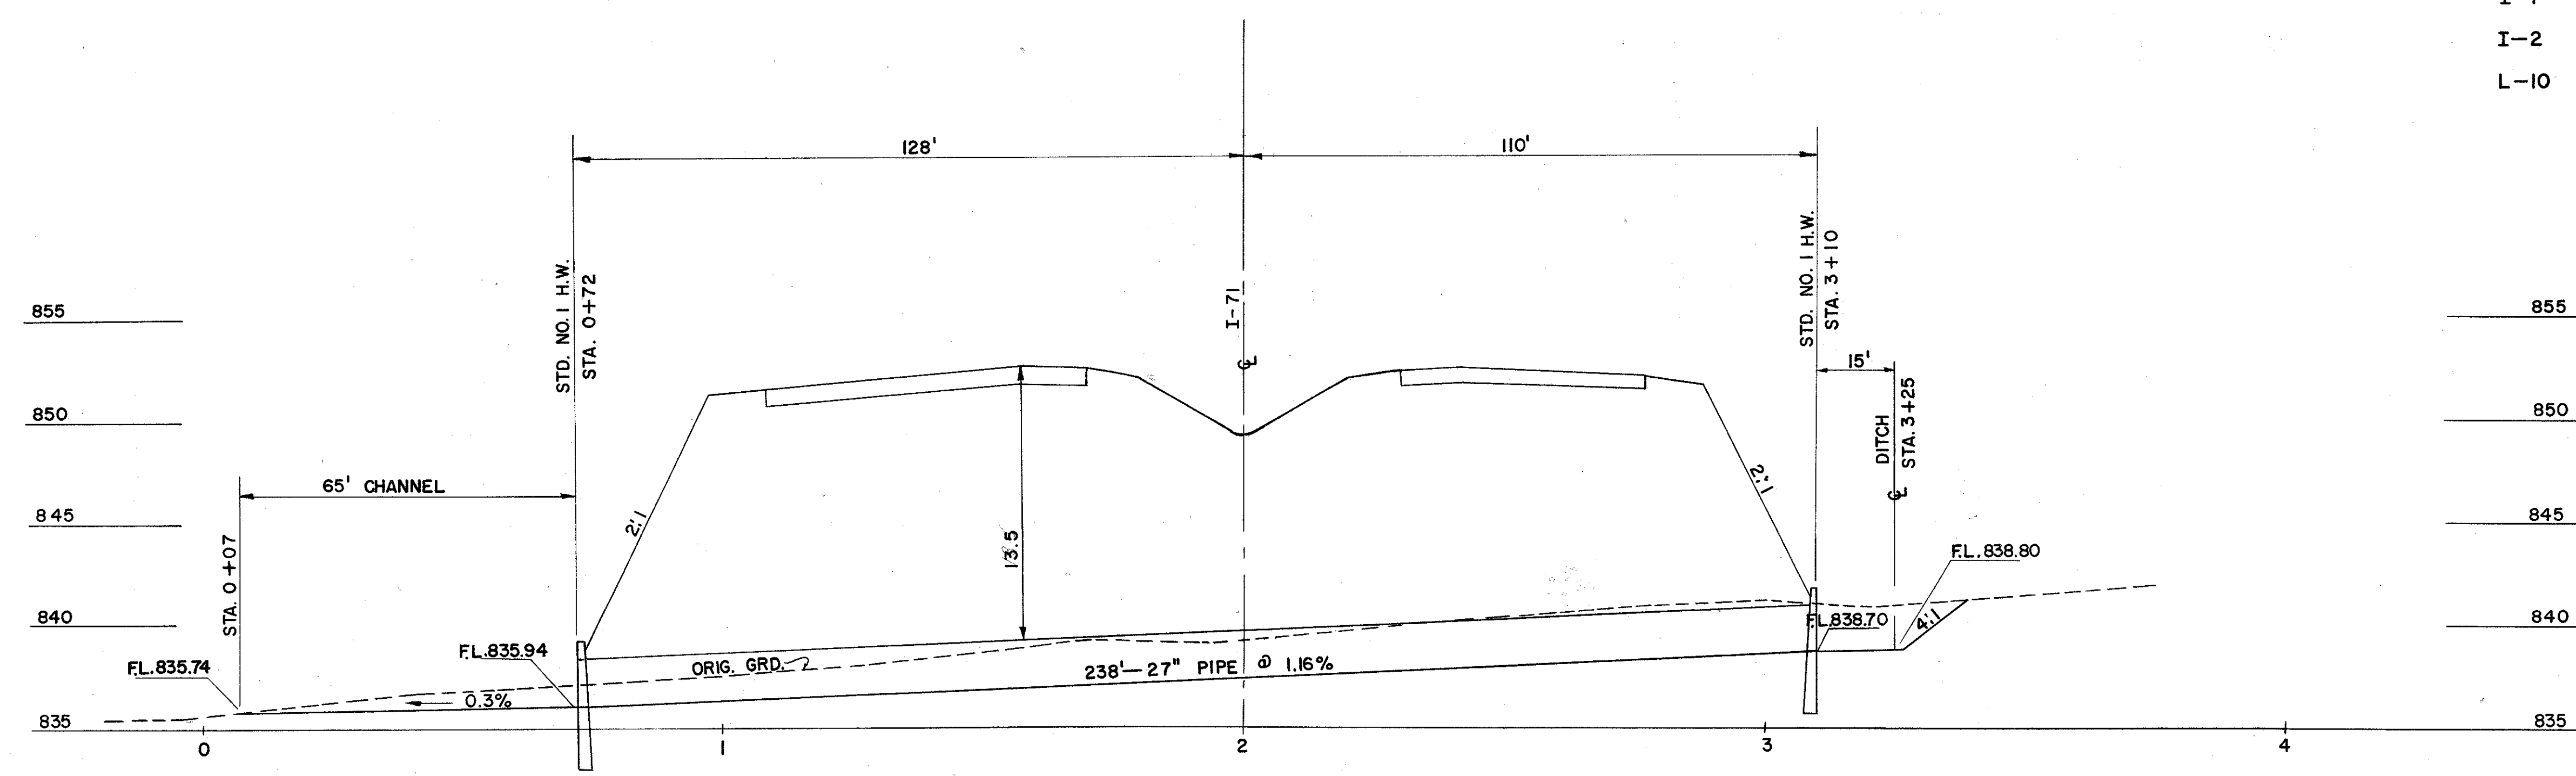 I-2
L-10
128'
110'
STD. NO. 1 H.W.
STA. 0+72
I-71
℄
STD. NO. 1 H.W.
STA. 3+10
15'
DITCH
STA. 3+25
℄
855
855
850
850
845
845
840
840
835
835
65' CHANNEL
STA. 0+07
2:1
13.5
2:1
F.L. 838.80
F.L. 838.70
4:1
F.L. 835.94
F.L. 835.74
ORIG. GRD.
238'-27" PIPE @ 1.16%
0.3%
0
1
2
3
4